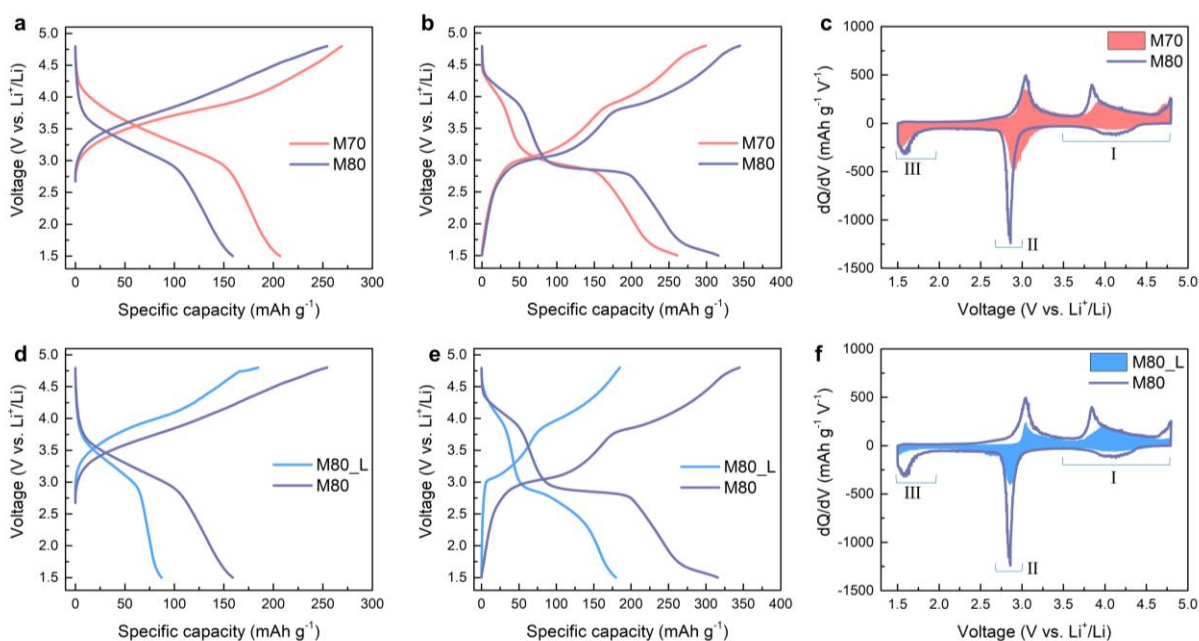 a
5.0
4.5
4.0
3.5
3.0
2.5
2.0
1.5
Voltage (V vs. Li⁺/Li)
M70
M80
0 50 100 150 200 250 300
Specific capacity (mAh g⁻¹)
b
5.0
4.5
4.0
3.5
3.0
2.5
2.0
1.5
Voltage (V vs. Li⁺/Li)
M70
M80
0 50 100 150 200 250 300 350 400
Specific capacity (mAh g⁻¹)
c
1000
500
0
-500
-1000
-1500
dQ/dV (mAh g⁻¹ V⁻¹)
M70
M80
III
I
II
1.5 2.0 2.5 3.0 3.5 4.0 4.5 5.0
Voltage (V vs. Li⁺/Li)
d
5.0
4.5
4.0
3.5
3.0
2.5
2.0
1.5
Voltage (V vs. Li⁺/Li)
M80_L
M80
0 50 100 150 200 250 300
Specific capacity (mAh g⁻¹)
e
5.0
4.5
4.0
3.5
3.0
2.5
2.0
1.5
Voltage (V vs. Li⁺/Li)
M80_L
M80
0 50 100 150 200 250 300 350 400
Specific capacity (mAh g⁻¹)
f
1000
500
0
-500
-1000
-1500
dQ/dV (mAh g⁻¹ V⁻¹)
M80_L
M80
III
I
II
1.5 2.0 2.5 3.0 3.5 4.0 4.5 5.0
Voltage (V vs. Li⁺/Li)